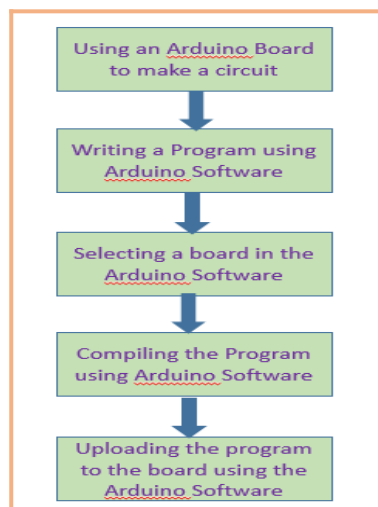 Using an Arduino Board
to make a circuit
Writing a Program using
Arduino Software
Selecting a board in the
Arduino Software
Compiling the Program
using Arduino Software
Uploading the program
to the board using the
Arduino Software